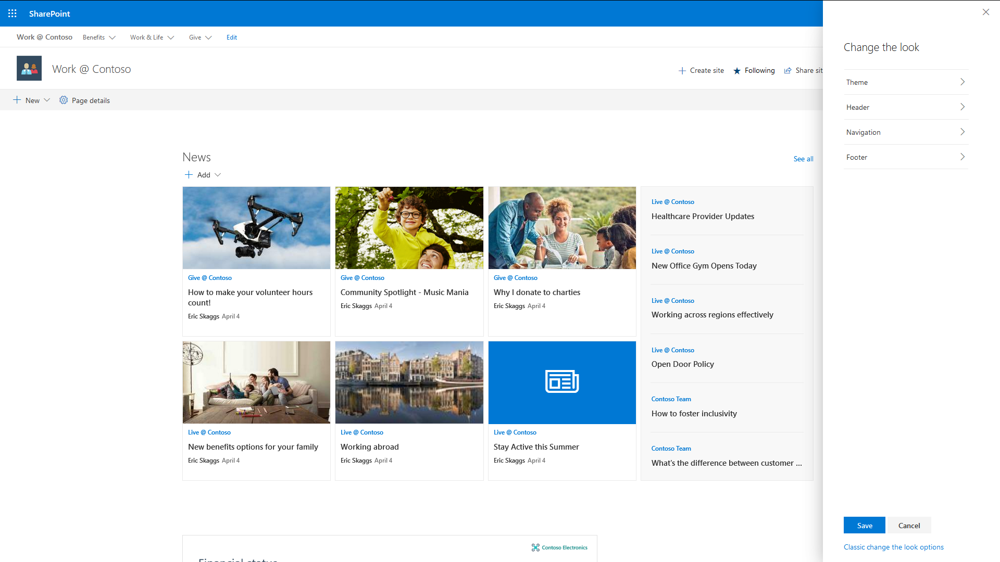 SharePoint
Work @ Contoso
Benefits
Work & Life
Give
Edit
Work @ Contoso
Create site
Following
Share sit
New
Page details
News
See all
Add
Give @ Contoso
How to make your volunteer hours
count!
Eric Skaggs April 4
Give @ Contoso
Community Spotlight - Music Mania
Eric Skaggs April 4
Give @ Contoso
Why I donate to charties
Eric Skaggs April 4
Live @ Contoso
New benefits options for your family
Eric Skaggs April 4
Live @ Contoso
Working abroad
Eric Skaggs April 4
Live @ Contoso
Stay Active this Summer
Eric Skaggs April 4
Live @ Contoso
Healthcare Provider Updates
Live @ Contoso
New Office Gym Opens Today
Live @ Contoso
Working across regions effectively
Live @ Contoso
Open Door Policy
Contoso Team
How to foster inclusivity
Contoso Team
What's the difference between customer ...
Contoso Electronics
Financial status
Change the look
Theme
Header
Navigation
Footer
Save
Cancel
Classic change the look options